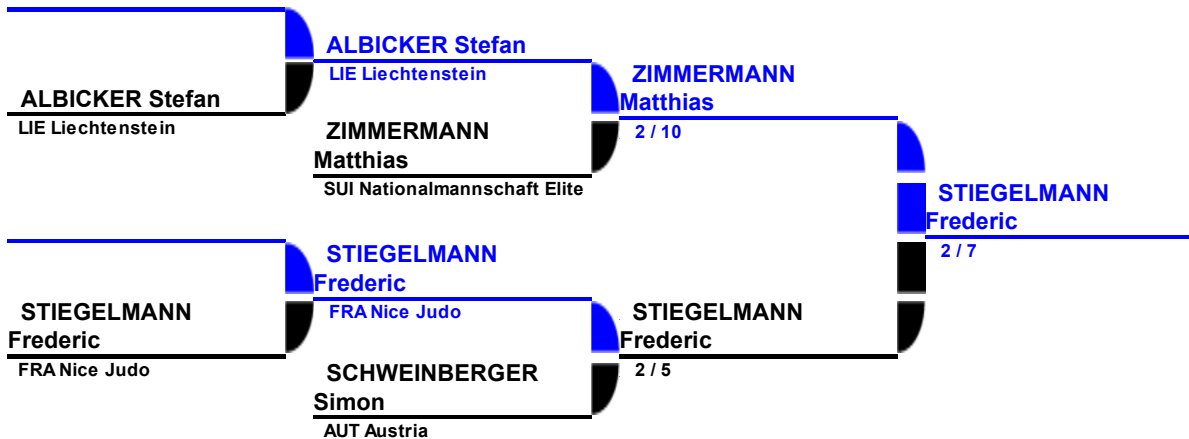 ALBICKER Stefan
LIE Liechtenstein
STIEGELMANN
Frederic
FRA Nice Judo
ALBICKER Stefan
LIE Liechtenstein
ZIMMERMANN
Matthias
SUI Nationalmannschaft Elite
STIEGELMANN
Frederic
FRA Nice Judo
SCHWEINBERGER
Simon
AUT Austria
ZIMMERMANN
Matthias
2 / 10
STIEGELMANN
Frederic
2 / 5
STIEGELMANN
Frederic
2 / 7